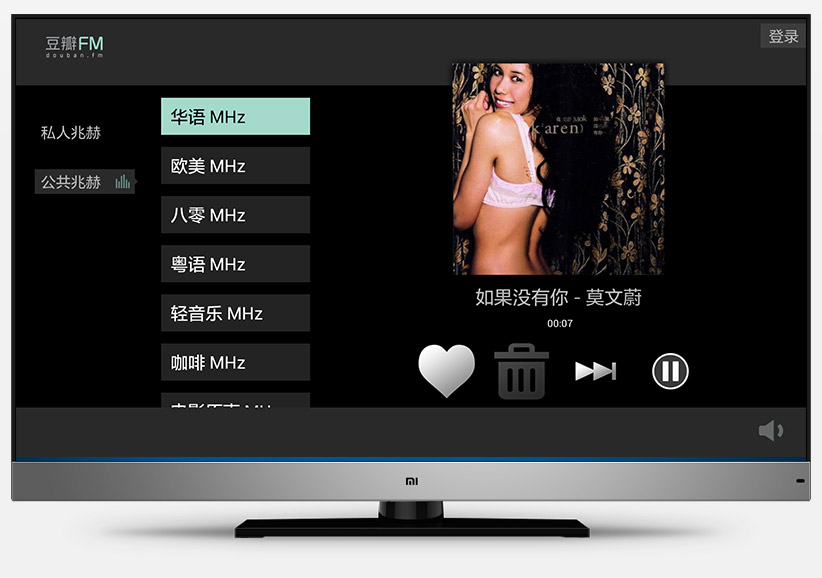 豆瓣FM
douban.fm
登录
私人兆赫
公共兆赫
华语 MHz
欧美 MHz
八零 MHz
粤语 MHz
轻音乐 MHz
咖啡 MHz
karen)
如果没有你 - 莫文蔚
00:07
mi